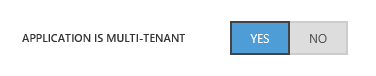 APPLICATION IS MULTI-TENANT YES NO